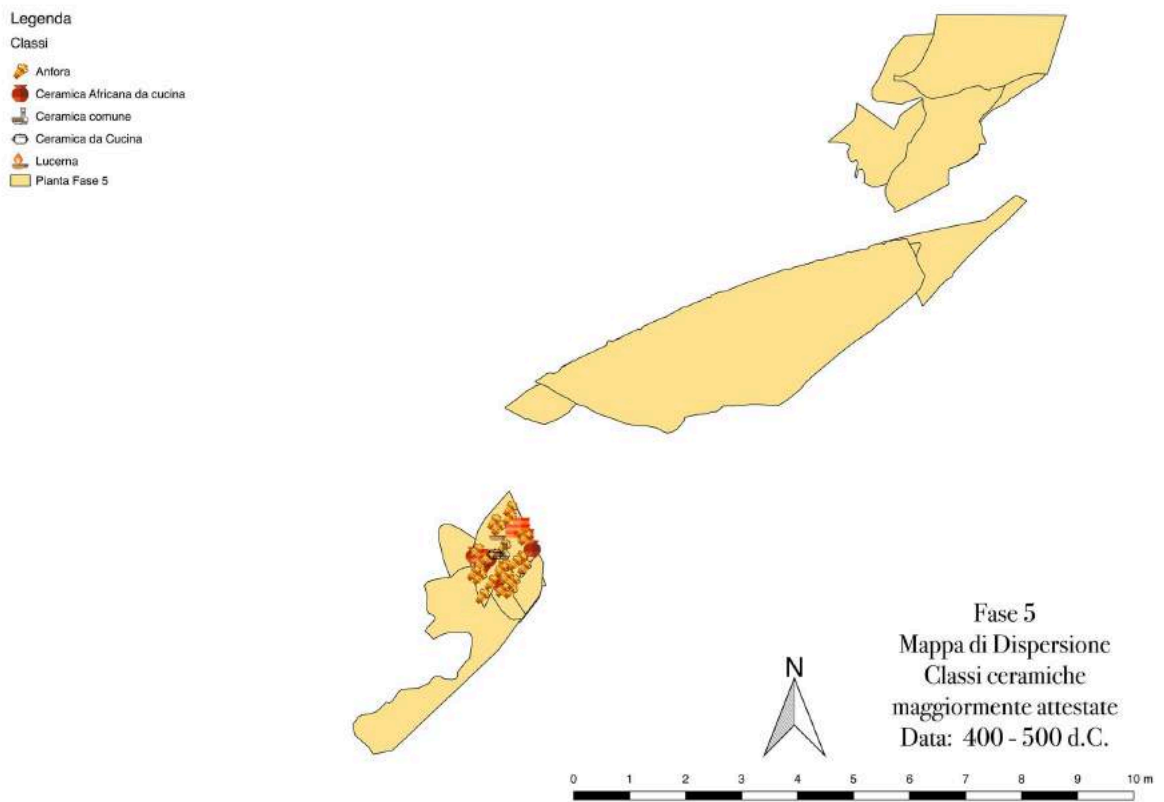 Legenda
Classi
Anfora
Ceramica Africana da cucina
Ceramica comune
Ceramica da Cucina
Lucerna
Pianta Fase 5
N
Fase 5
Mappa di Dispersione
Classi ceramiche
maggiormente attestate
Data: 400 - 500 d.C.
0 1 2 3 4 5 6 7 8 9 10 m